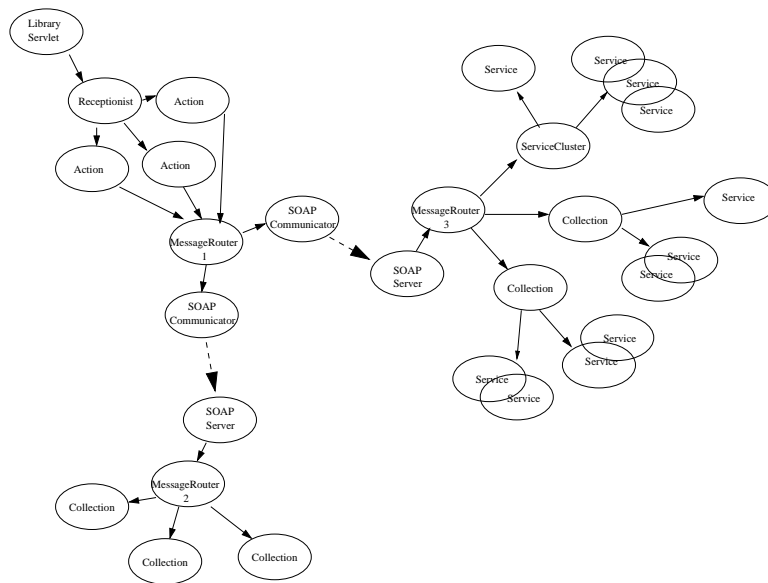 Library
Servlet
Receptionist
Action
Action
Action
MessageRouter
1
SOAP
Communicator
SOAP
Communicator
SOAP
Server
MessageRouter
2
Collection
Collection
Collection
SOAP
Server
MessageRouter
3
ServiceCluster
Service
Service
Service
Service
Collection
Service
Service
Service
Collection
Service
Service
Service
Service